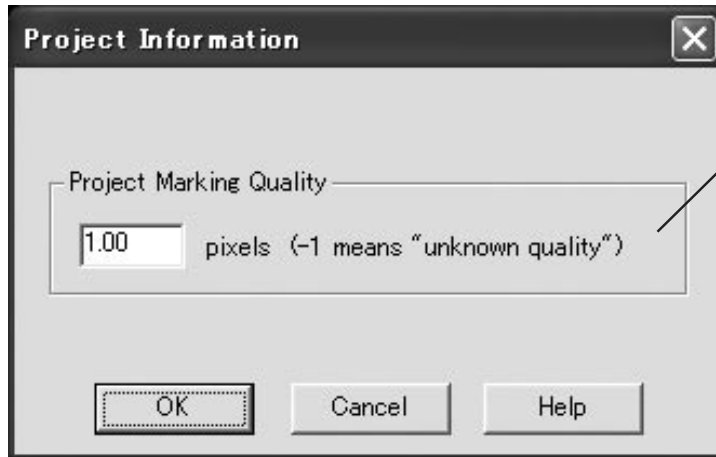 Project Information
Project Marking Quality
1.00 pixels (-1 means "unknown quality")
OK Cancel Help